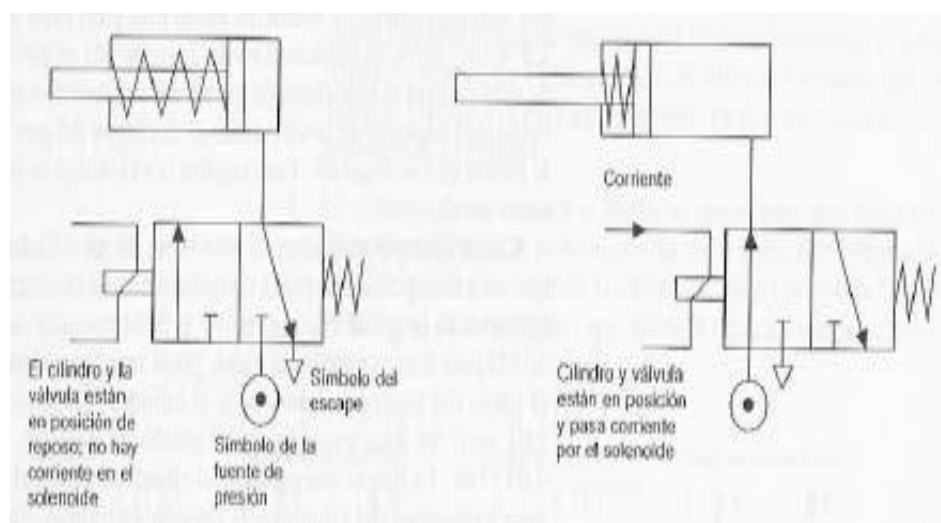 Corriente
El cilindro y la
válvula están
en posición de
reposo; no hay
corriente en el
solenoide
Símbolo del
escape
Símbolo de la
fuente de
presión
Cilindro y válvula
están en posición
y pasa corriente
por el solenoide